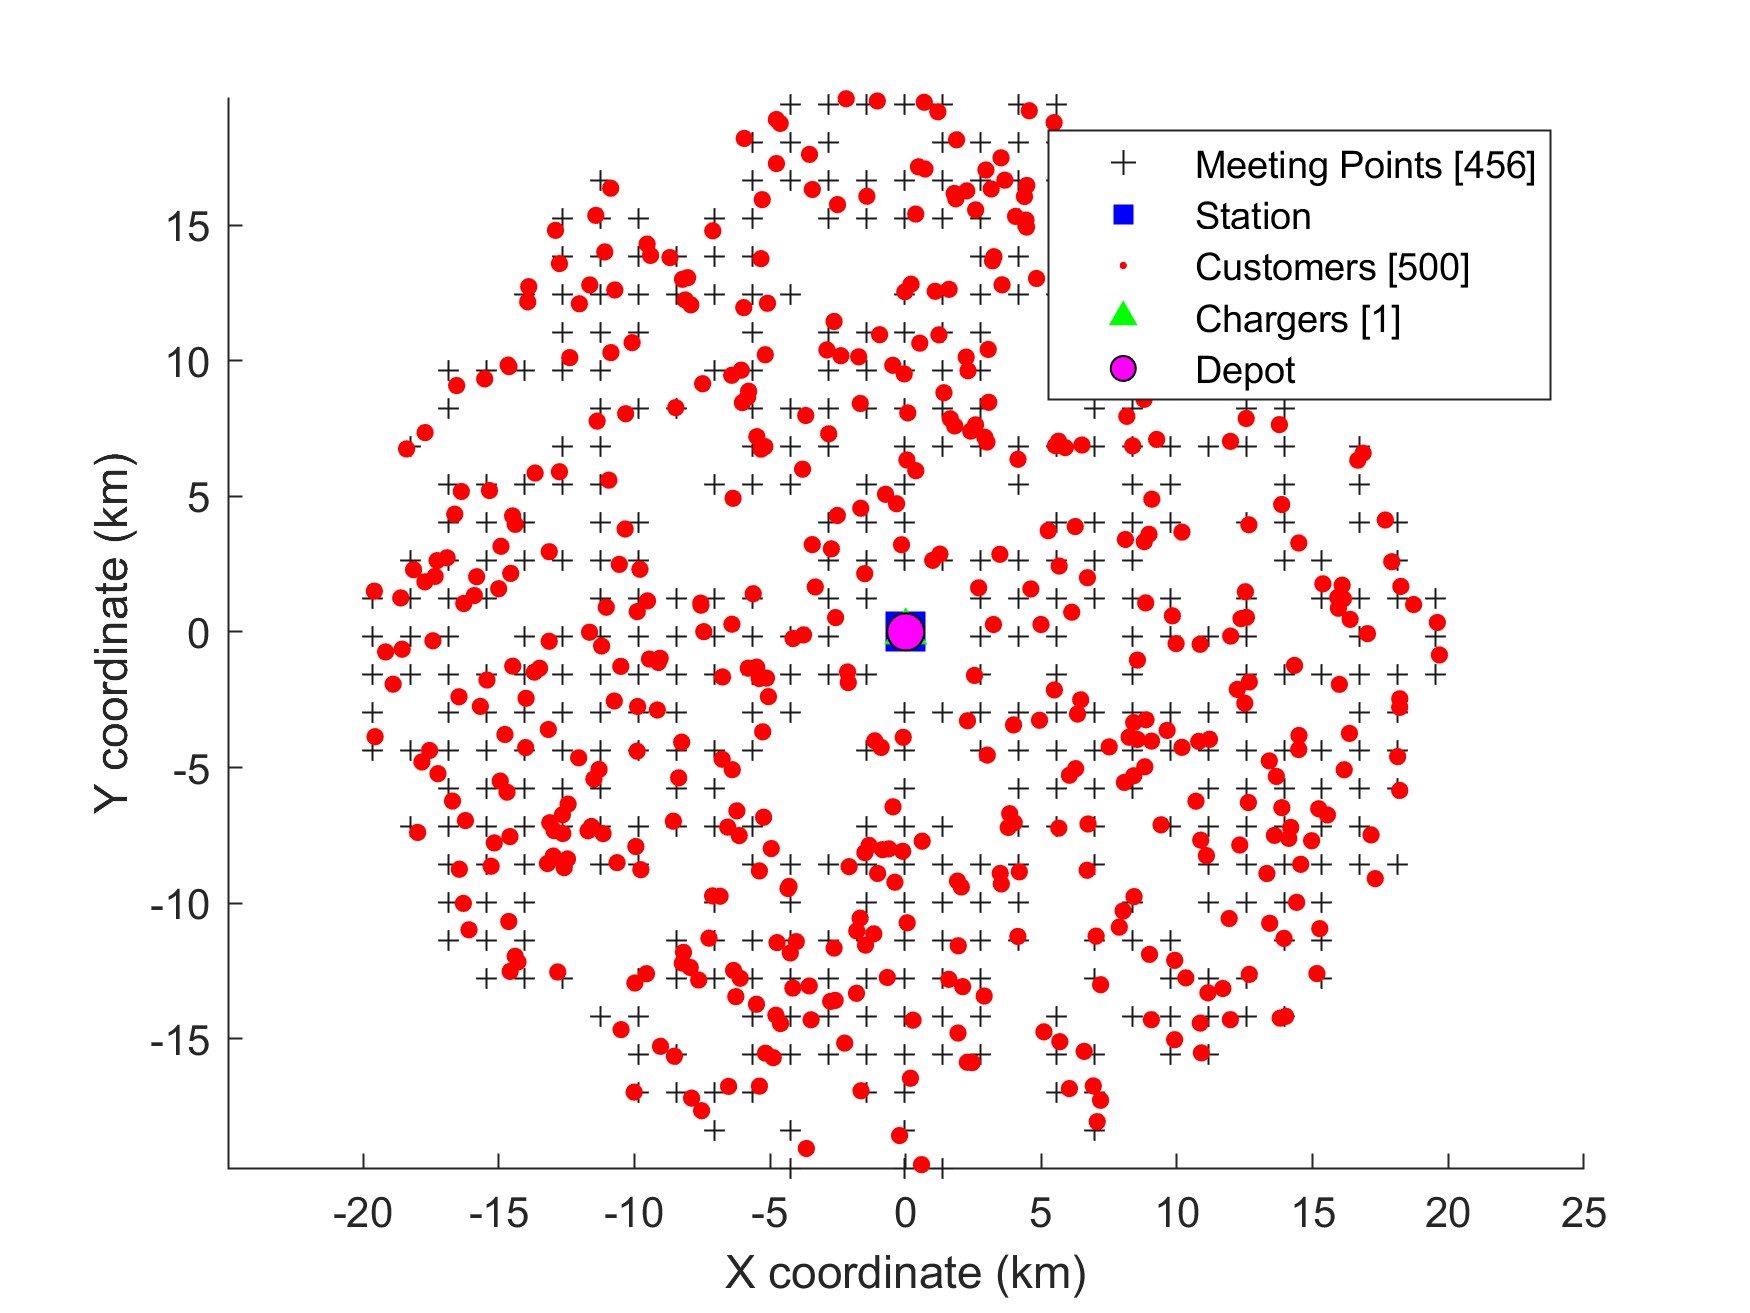 Meeting Points [456]
Station
Customers [500]
Chargers [1]
Depot
15
10
5
0
-5
-10
-15
Y coordinate (km)
-20 -15 -10 -5 0 5 10 15 20 25
X coordinate (km)